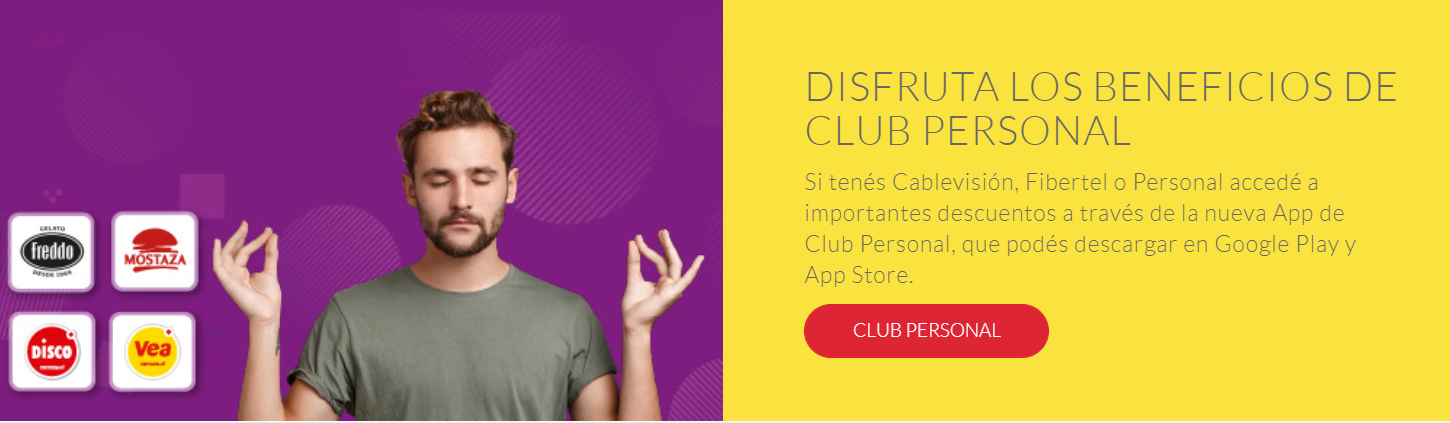 GELATO
freddo
DESDE 1969
MOSTAZA
DISCO
Vea
cencosud
DISFRUTA LOS BENEFICIOS DE
CLUB PERSONAL
Si tenés Cablevisión, Fibertel o Personal accedé a
importantes descuentos a través de la nueva App de
Club Personal, que podés descargar en Google Play y
App Store.
CLUB PERSONAL